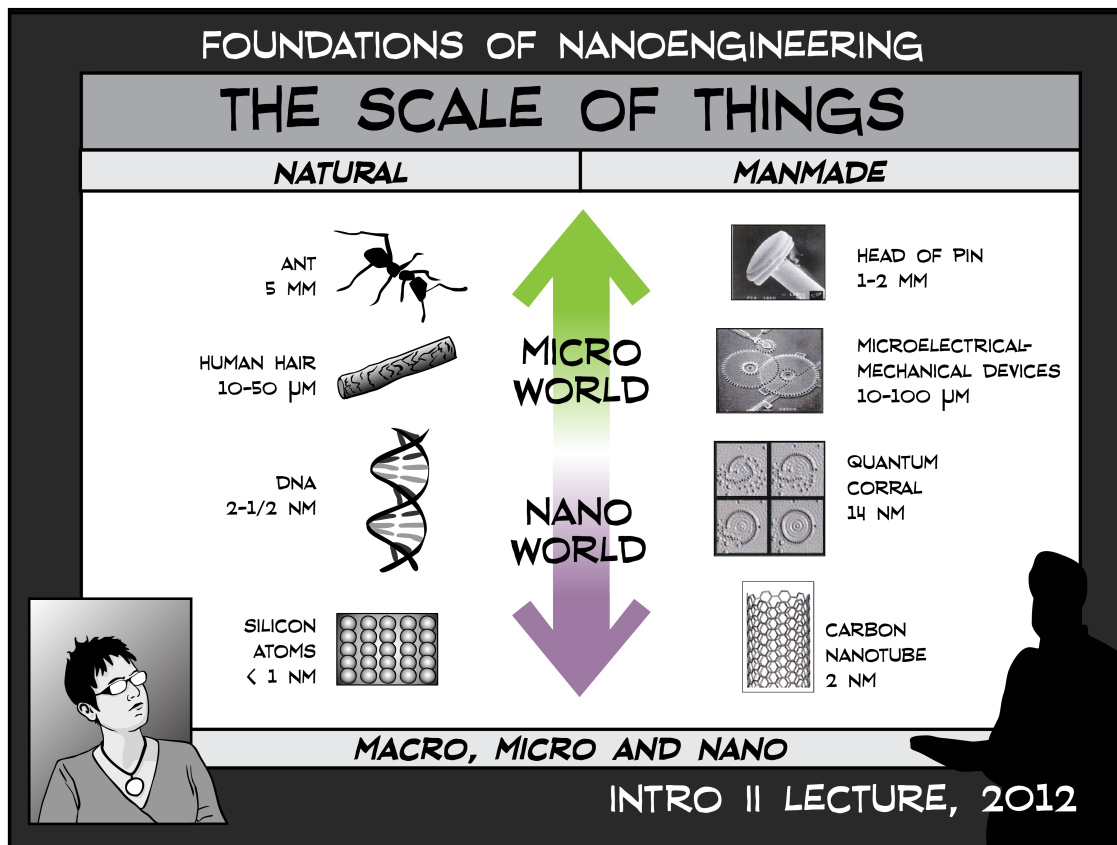 FOUNDATIONS OF NANOENGINEERING
THE SCALE OF THINGS
NATURAL
MANMADE
ANT
5 MM
HEAD OF PIN
1-2 MM
HUMAN HAIR
10-50 µM
MICRO
WORLD
MICROELECTRICAL-
MECHANICAL DEVICES
10-100 µM
DNA
2-1/2 NM
NANO
WORLD
QUANTUM
CORRAL
14 NM
SILICON
ATOMS
< 1 NM
CARBON
NANOTUBE
2 NM
MACRO, MICRO AND NANO
INTRO II LECTURE, 2012